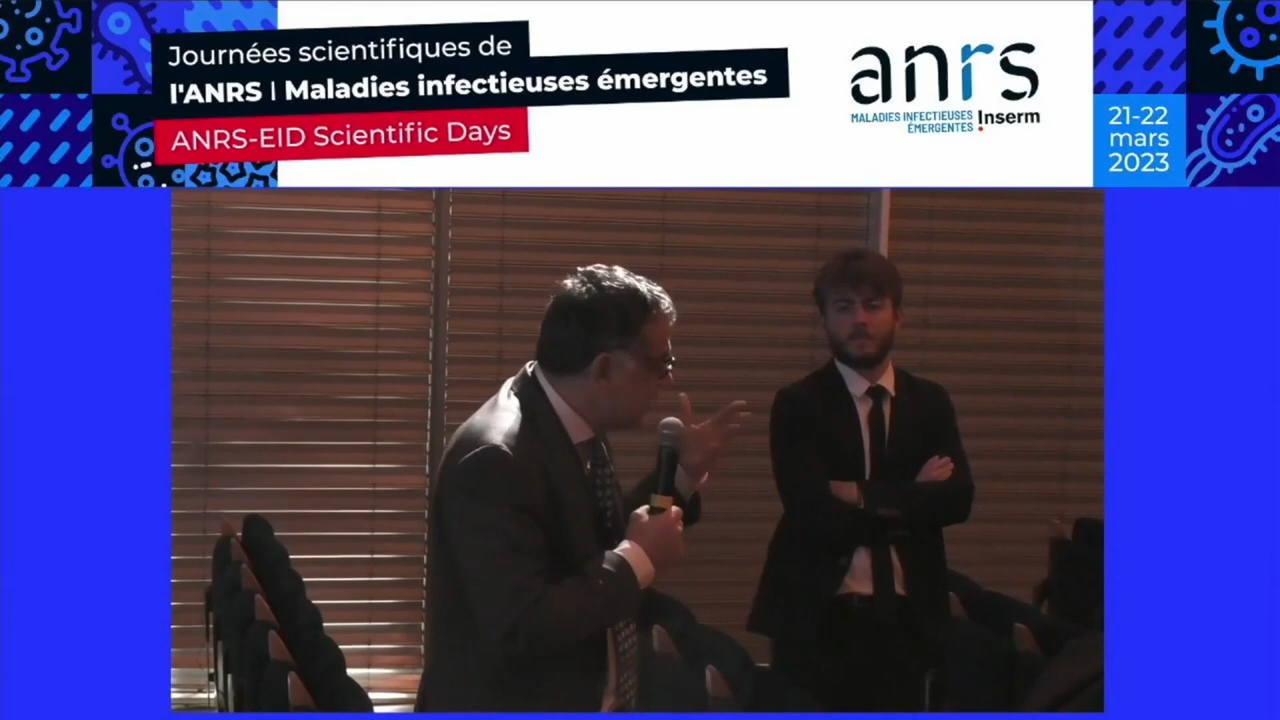 Journées scientifiques de
l'ANRS | Maladies infectieuses émergentes
ANRS-EID Scientific Days
anrs
MALADIES INFECTIEUSES
ÉMERGENTES
Inserm
21-22
mars
2023